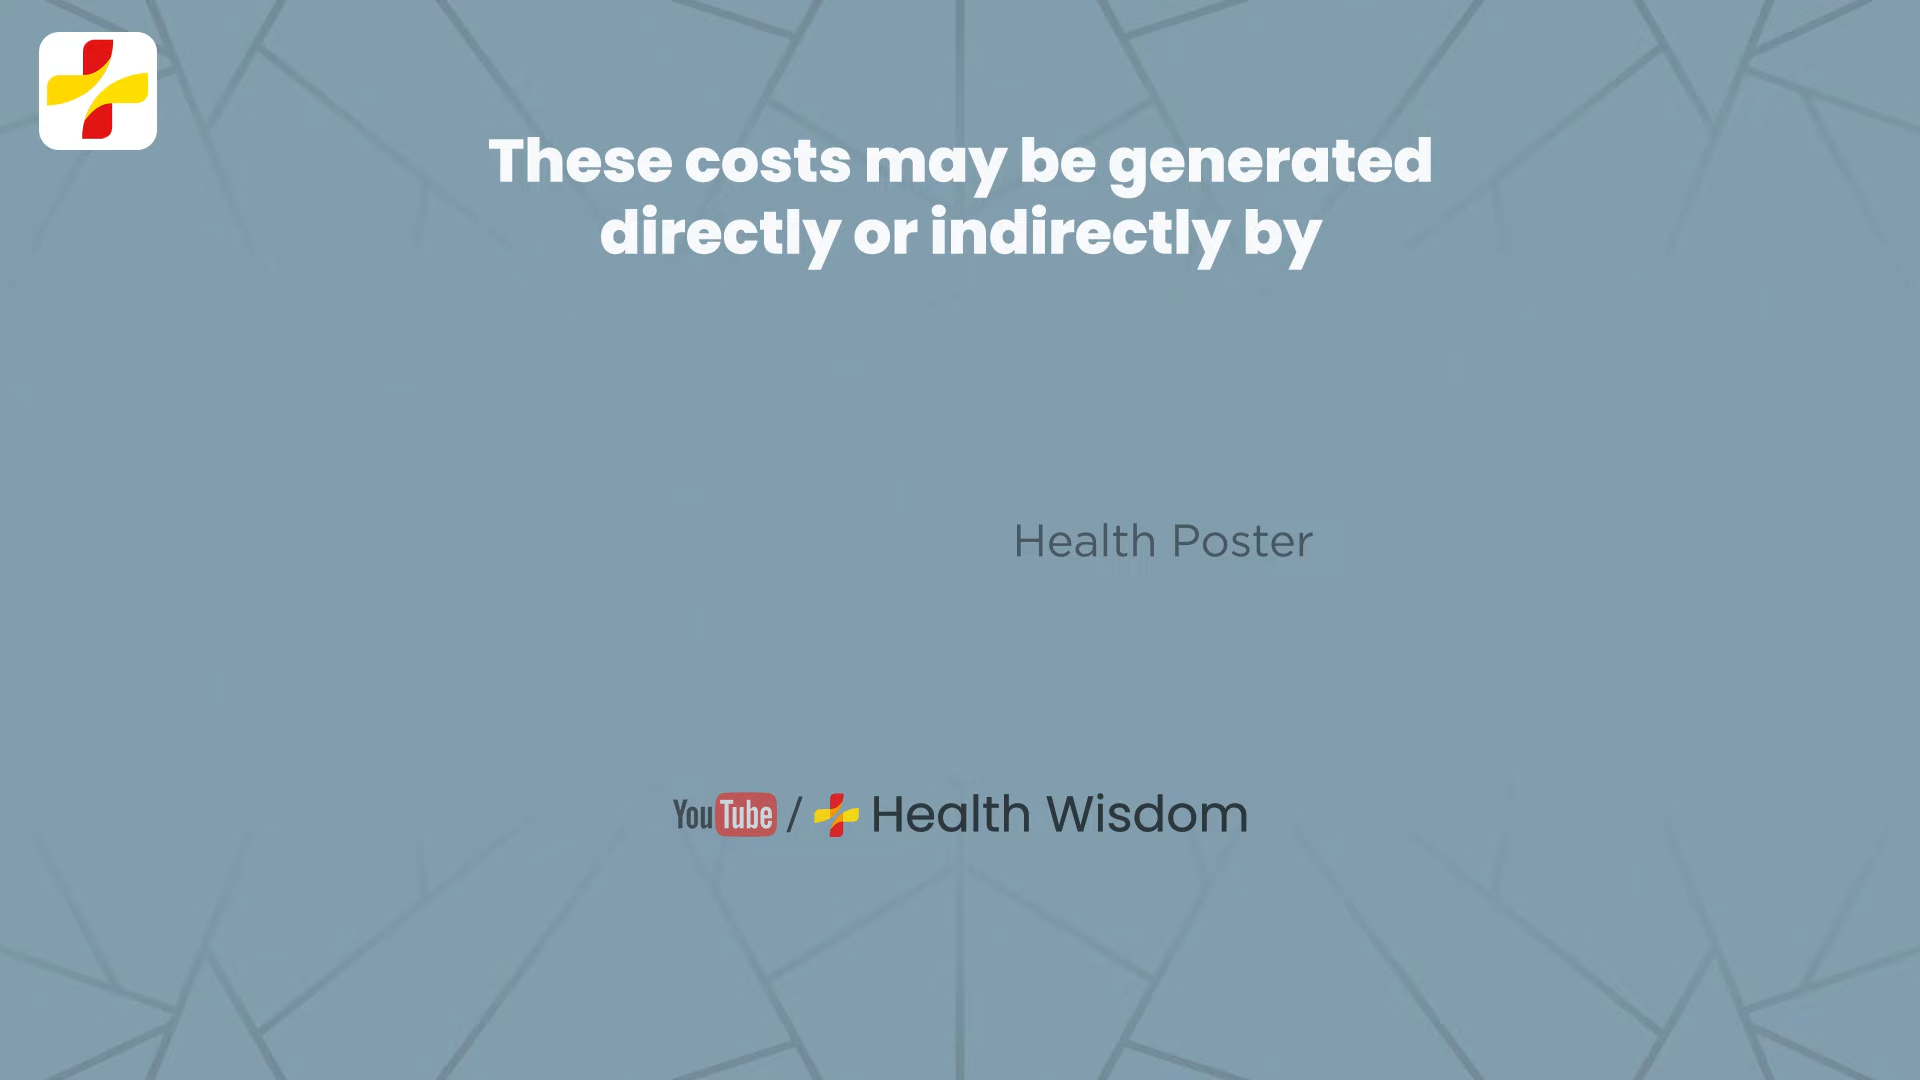 These costs may be generated
directly or indirectly by
Health Poster
YouTube / Health Wisdom